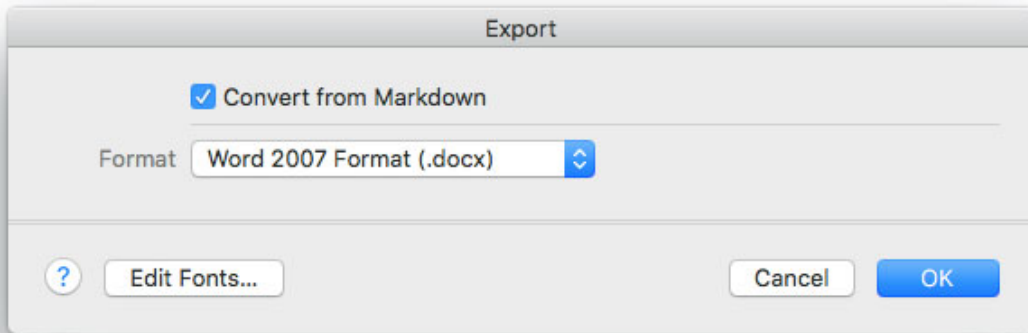 Export
Convert from Markdown
Format Word 2007 Format (.docx)
? Edit Fonts... Cancel OK